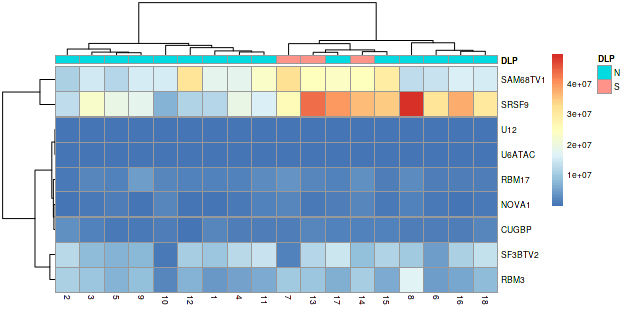 DLP
SAM68TV1
SRSF9
U12
U6ATAC
RBM17
NOVA1
CUGBP
SF3BTV2
RBM3
2 3 5 9 10 12 1 4 11 7 13 17 14 15 8 6 16 18
4e+07
3e+07
2e+07
1e+07
DLP
N
S